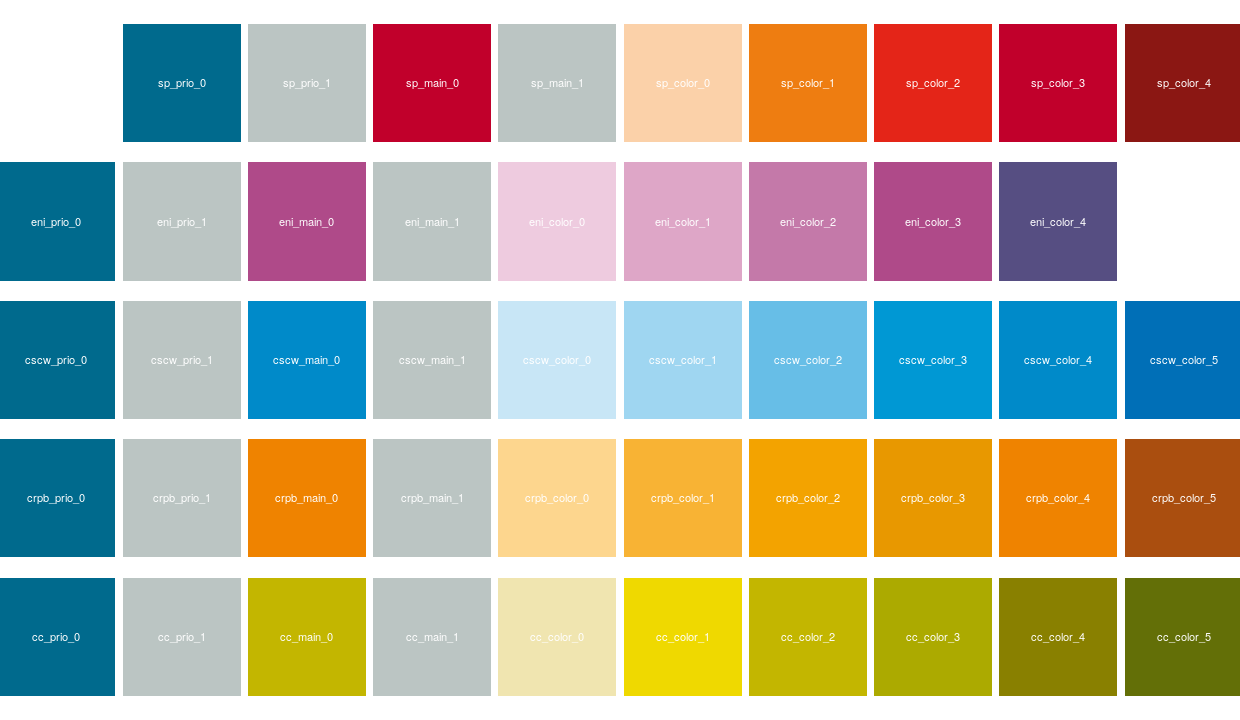 sp_prio_0 sp_prio_1 sp_main_0 sp_main_1 sp_color_0 sp_color_1 sp_color_2 sp_color_3 sp_color_4
eni_prio_0 eni_prio_1 eni_main_0 eni_main_1 eni_color_0 eni_color_1 eni_color_2 eni_color_3 eni_color_4
cscw_prio_0 cscw_prio_1 cscw_main_0 cscw_main_1 cscw_color_0 cscw_color_1 cscw_color_2 cscw_color_3 cscw_color_4 cscw_color_5
crpb_prio_0 crpb_prio_1 crpb_main_0 crpb_main_1 crpb_color_0 crpb_color_1 crpb_color_2 crpb_color_3 crpb_color_4 crpb_color_5
cc_prio_0 cc_prio_1 cc_main_0 cc_main_1 cc_color_0 cc_color_1 cc_color_2 cc_color_3 cc_color_4 cc_color_5